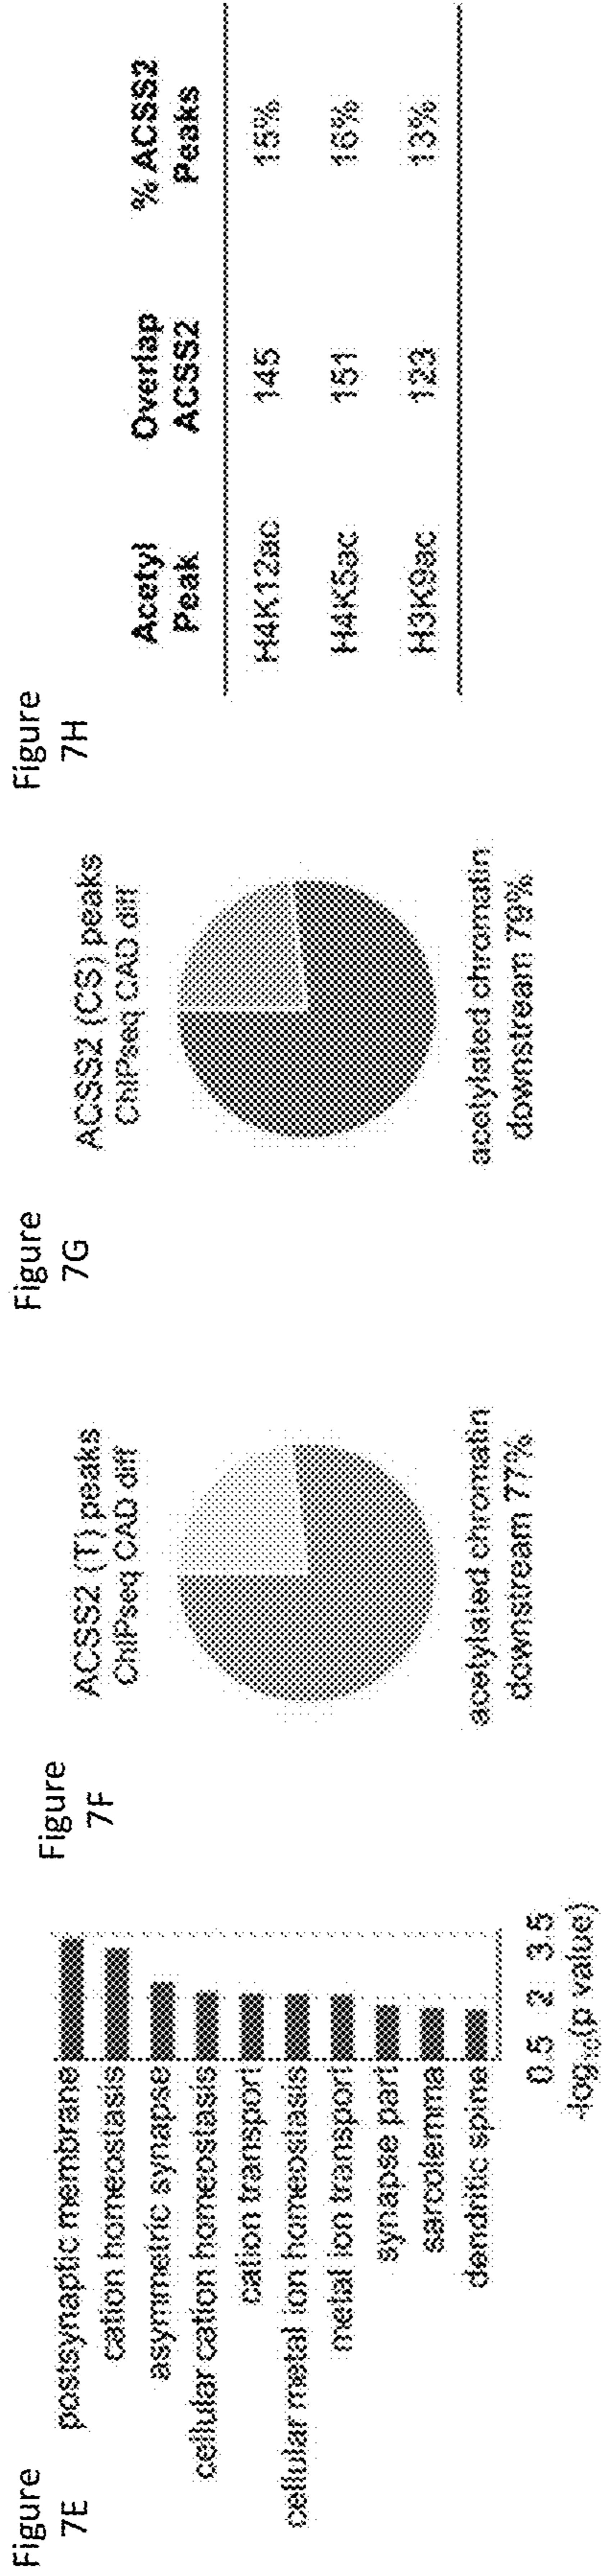 Figure
7E
postsynaptic membrane
cation homeostasis
asymmetric synapse
cellular cation homeostasis
cation transport
cellular metal ion homeostasis
metal ion transport
synapse part
sarcolemma
dendritic spine
0.5 2 3.5
-log₁₀(p value)
Figure
7F
ACSS2 (T) peaks
ChIPseq CAD diff
acetylated chromatin
downstream 77%
Figure
7G
ACSS2 (CS) peaks
ChIPseq CAD diff
acetylated chromatin
downstream 79%
Figure
7H
Acetyl Overlap % ACSS2
Peak ACSS2 Peaks
H4K12ac 145 15%
H4K5ac 151 16%
H3K9ac 123 13%